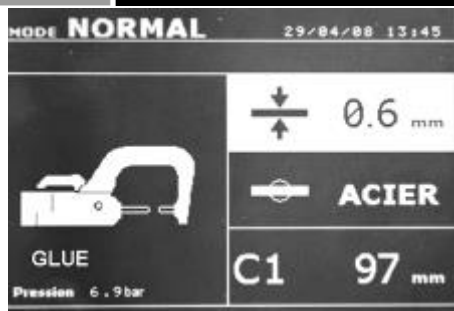 MODE NORMAL 29/04/08 13:45
0.6 mm
ACIER
GLUE
C1 97 mm
Pression 6.9bar